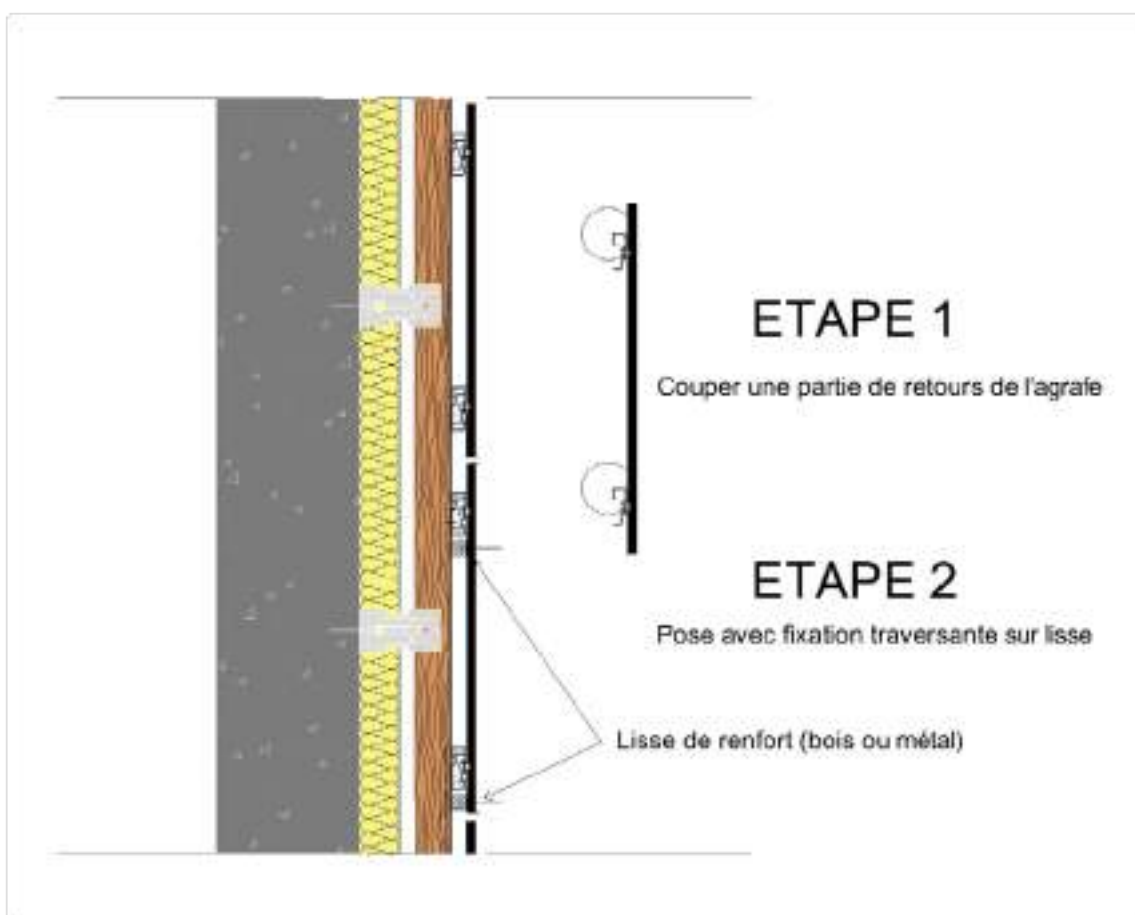 ETAPE 1
Couper une partie de retours de l'agrafe
ETAPE 2
Pose avec fixation traversante sur lisse
Lisse de renfort (bois ou métal)